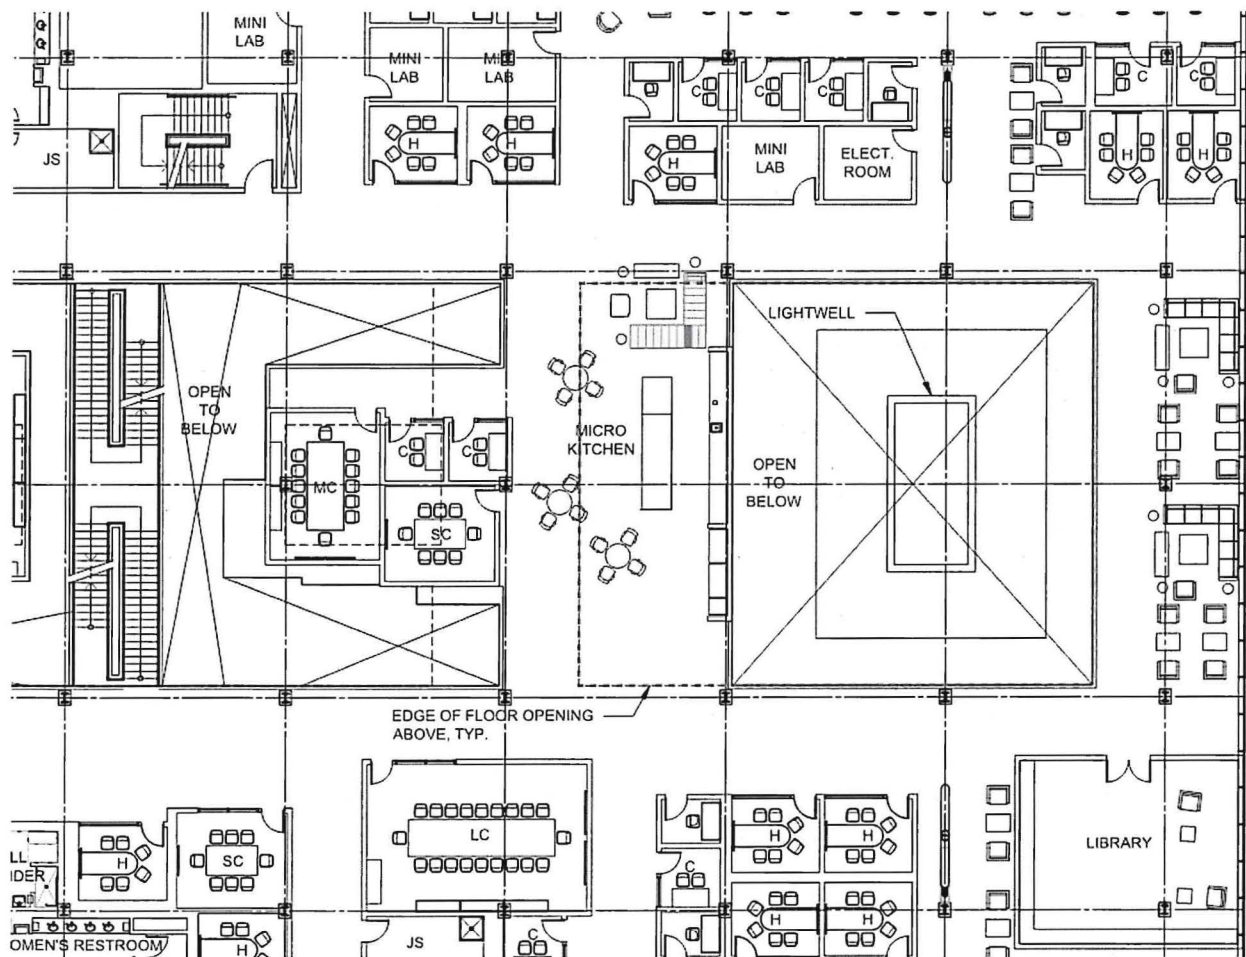 MINI
LAB
MINI
LAB
MINI
LAB
C
C
C
C
C
JS
H
H
H
MINI
LAB
ELECT.
ROOM
H
H
LIGHTWELL
OPEN
TO
BELOW
MICRO
KITCHEN
C
C
OPEN
TO
BELOW
MC
SC
EDGE OF FLOOR OPENING
ABOVE, TYP.
LC
H
H
LIBRARY
H
SC
C
H
H
OMEN'S RESTROOM
H
JS
C